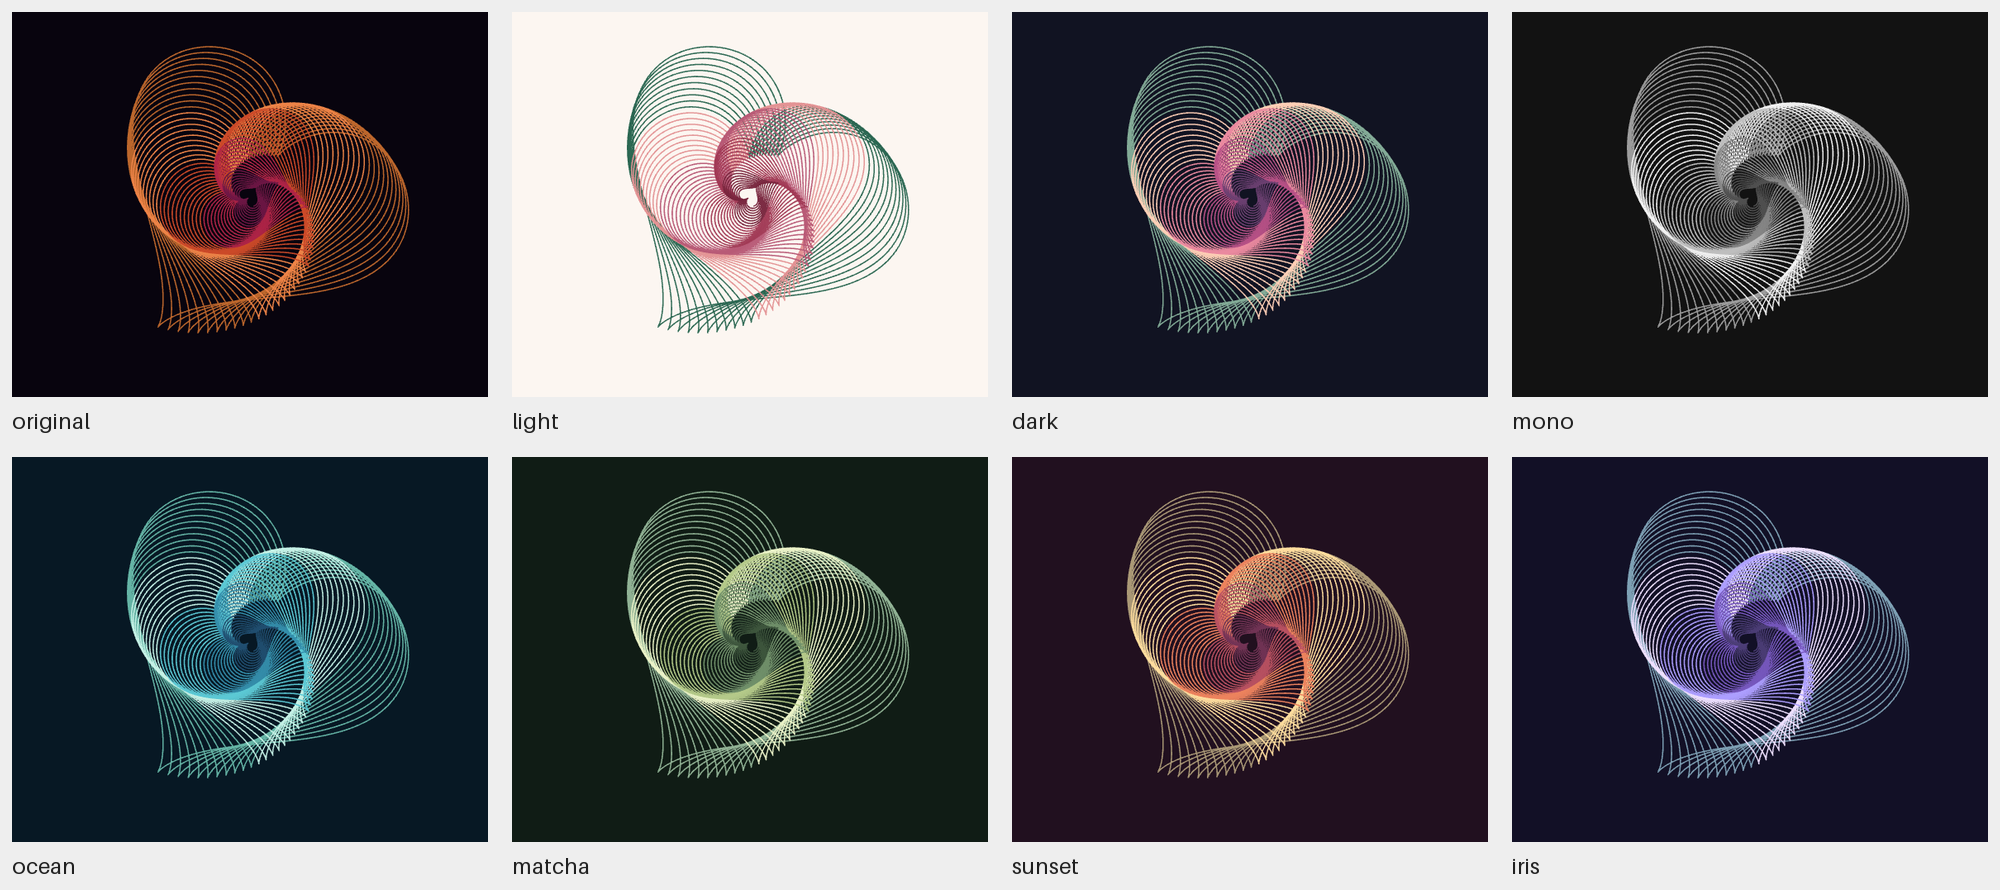 original
light
dark
mono
ocean
matcha
sunset
iris